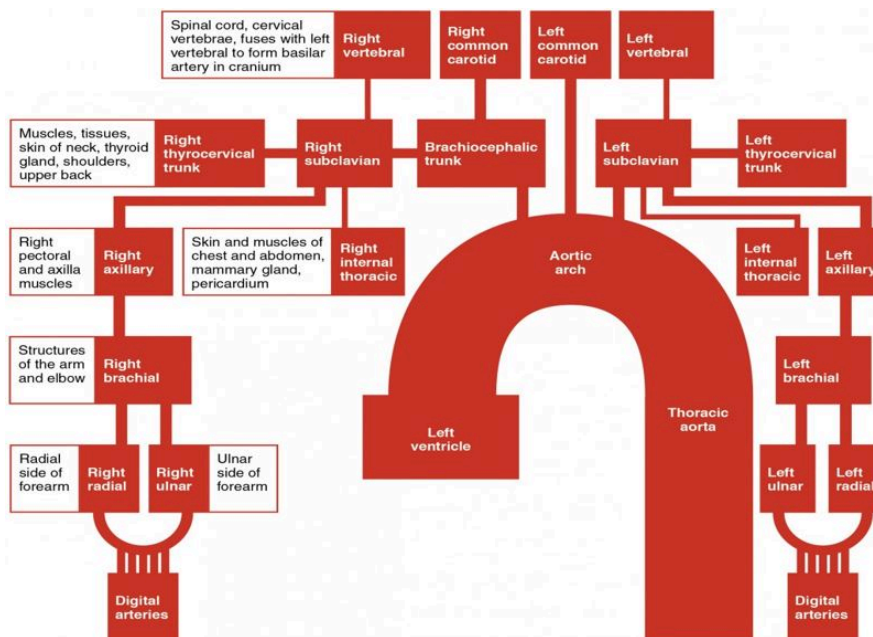 Spinal cord, cervical
vertebrae, fuses with left
vertebral to form basilar
artery in cranium
Right
vertebral
Right
common
carotid
Left
common
carotid
Left
vertebral
Muscles, tissues,
skin of neck, thyroid
gland, shoulders,
upper back
Right
thyrocervical
trunk
Right
subclavian
Brachiocephalic
trunk
Left
subclavian
Left
thyrocervical
trunk
Right
pectoral
and axilla
muscles
Right
axillary
Skin and muscles of
chest and abdomen,
mammary gland,
pericardium
Right
internal
thoracic
Aortic
arch
Left
internal
thoracic
Left
axillary
Structures
of the arm
and elbow
Right
brachial
Left
brachial
Left
ventricle
Thoracic
aorta
Radial
side of
forearm
Right
radial
Right
ulnar
Ulnar
side of
forearm
Left
ulnar
Left
radial
Digital
arteries
Digital
arteries